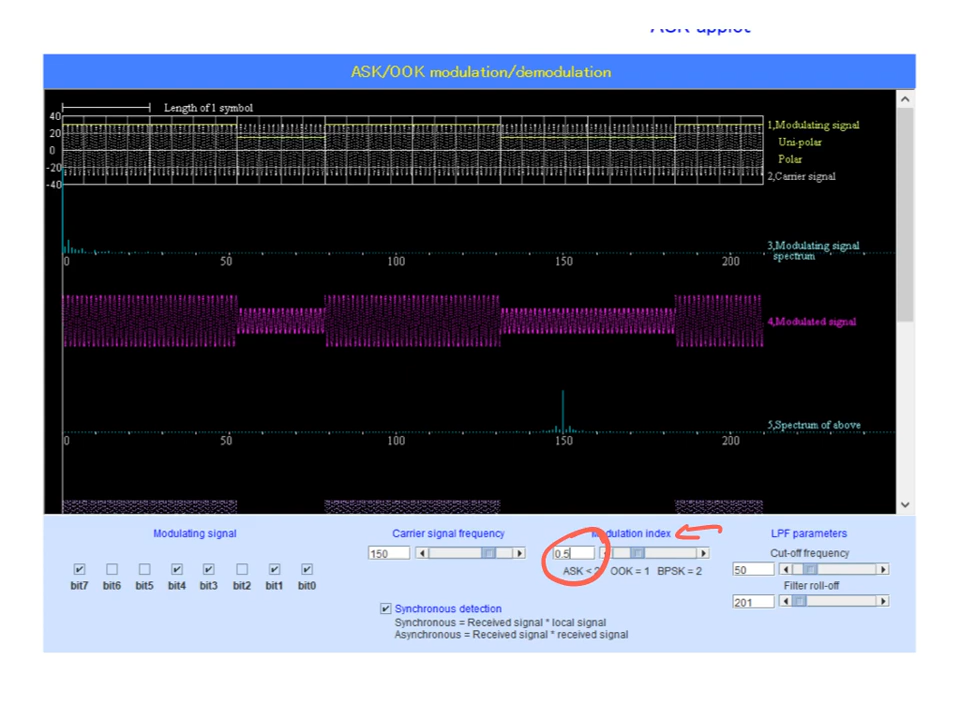 ASK/OOK modulation/demodulation
Length of 1 symbol
40
20
0
-20
-40
1,Modulating signal
Uni-polar
Polar
2,Carrier signal
3,Modulating signal
spectrum
0 50 100 150 200
4,Modulated signal
5,Spectrum of above
0 50 100 150 200
Modulating signal
bit7 bit6 bit5 bit4 bit3 bit2 bit1 bit0
Carrier signal frequency
150
Modulation index
0.5
ASK < 2 OOK = 1 BPSK = 2
Synchronous detection
Synchronous = Received signal * local signal
Asynchronous = Received signal * received signal
LPF parameters
Cut-off frequency
50
Filter roll-off
201